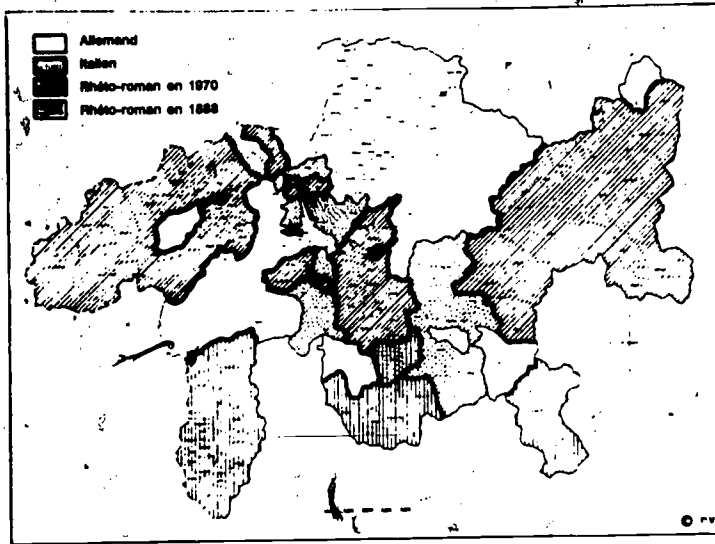 Allemand
Italien
Rhéto-roman en 1970
Rhéto-roman en 1888
©